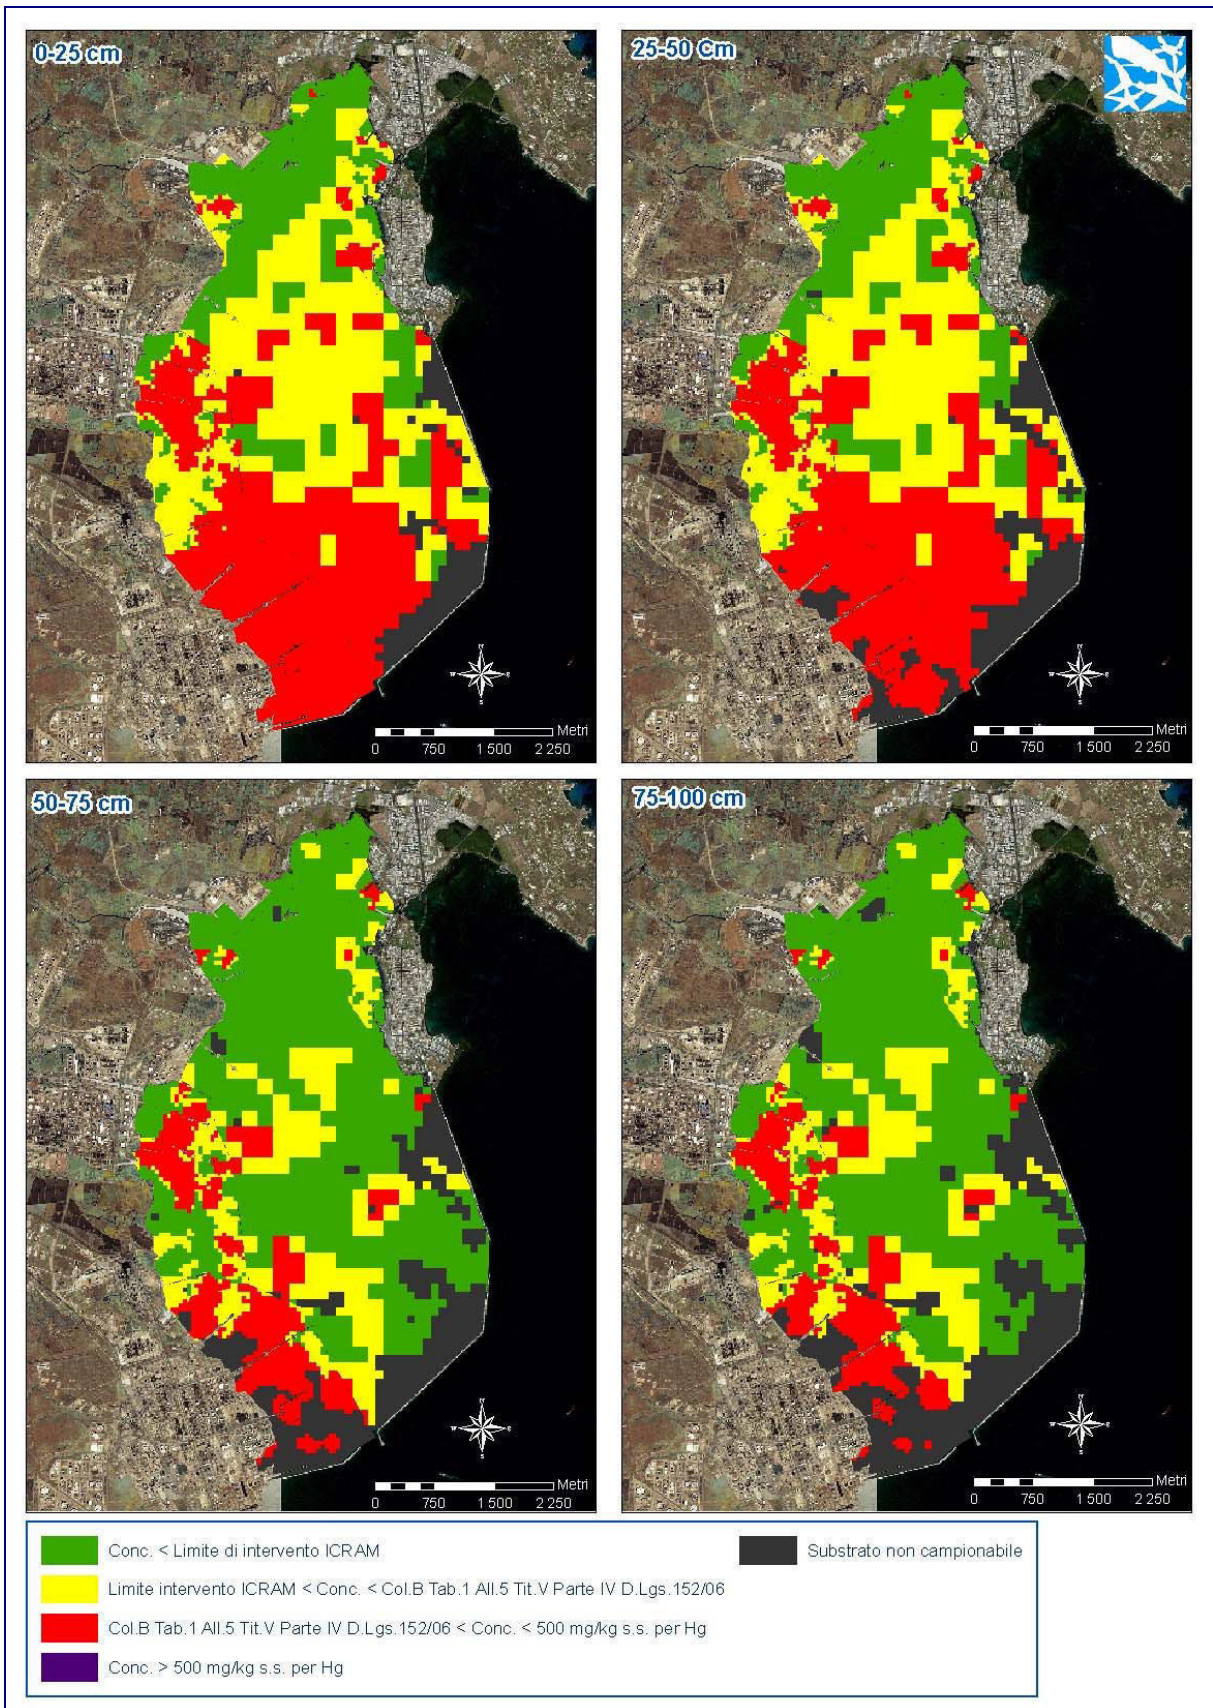 0-25 cm
25-50 Cm
Metri
0 750 1 500 2 250
Metri
0 750 1 500 2 250
50-75 cm
75-100 cm
Metri
0 750 1 500 2 250
Metri
0 750 1 500 2 250
Conc. < Limite di intervento ICRAM
Substrato non campionabile
Limite intervento ICRAM < Conc. < Col.B Tab.1 All.5 Tit.V Parte IV D.Lgs.152/06
Col.B Tab.1 All.5 Tit.V Parte IV D.Lgs.152/06 < Conc. < 500 mg/kg s.s. per Hg
Conc. > 500 mg/kg s.s. per Hg